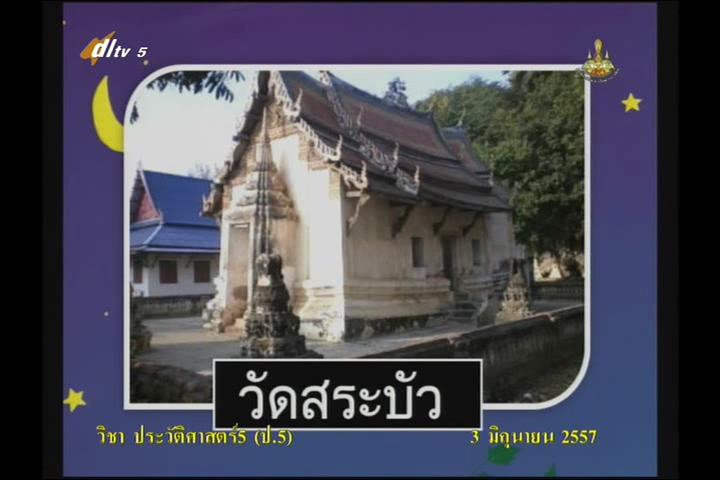 dltv 5
วัดสระบัว
วิชา ประวัติศาสตร์5 (ป.5)
3 มิถุนายน 2557